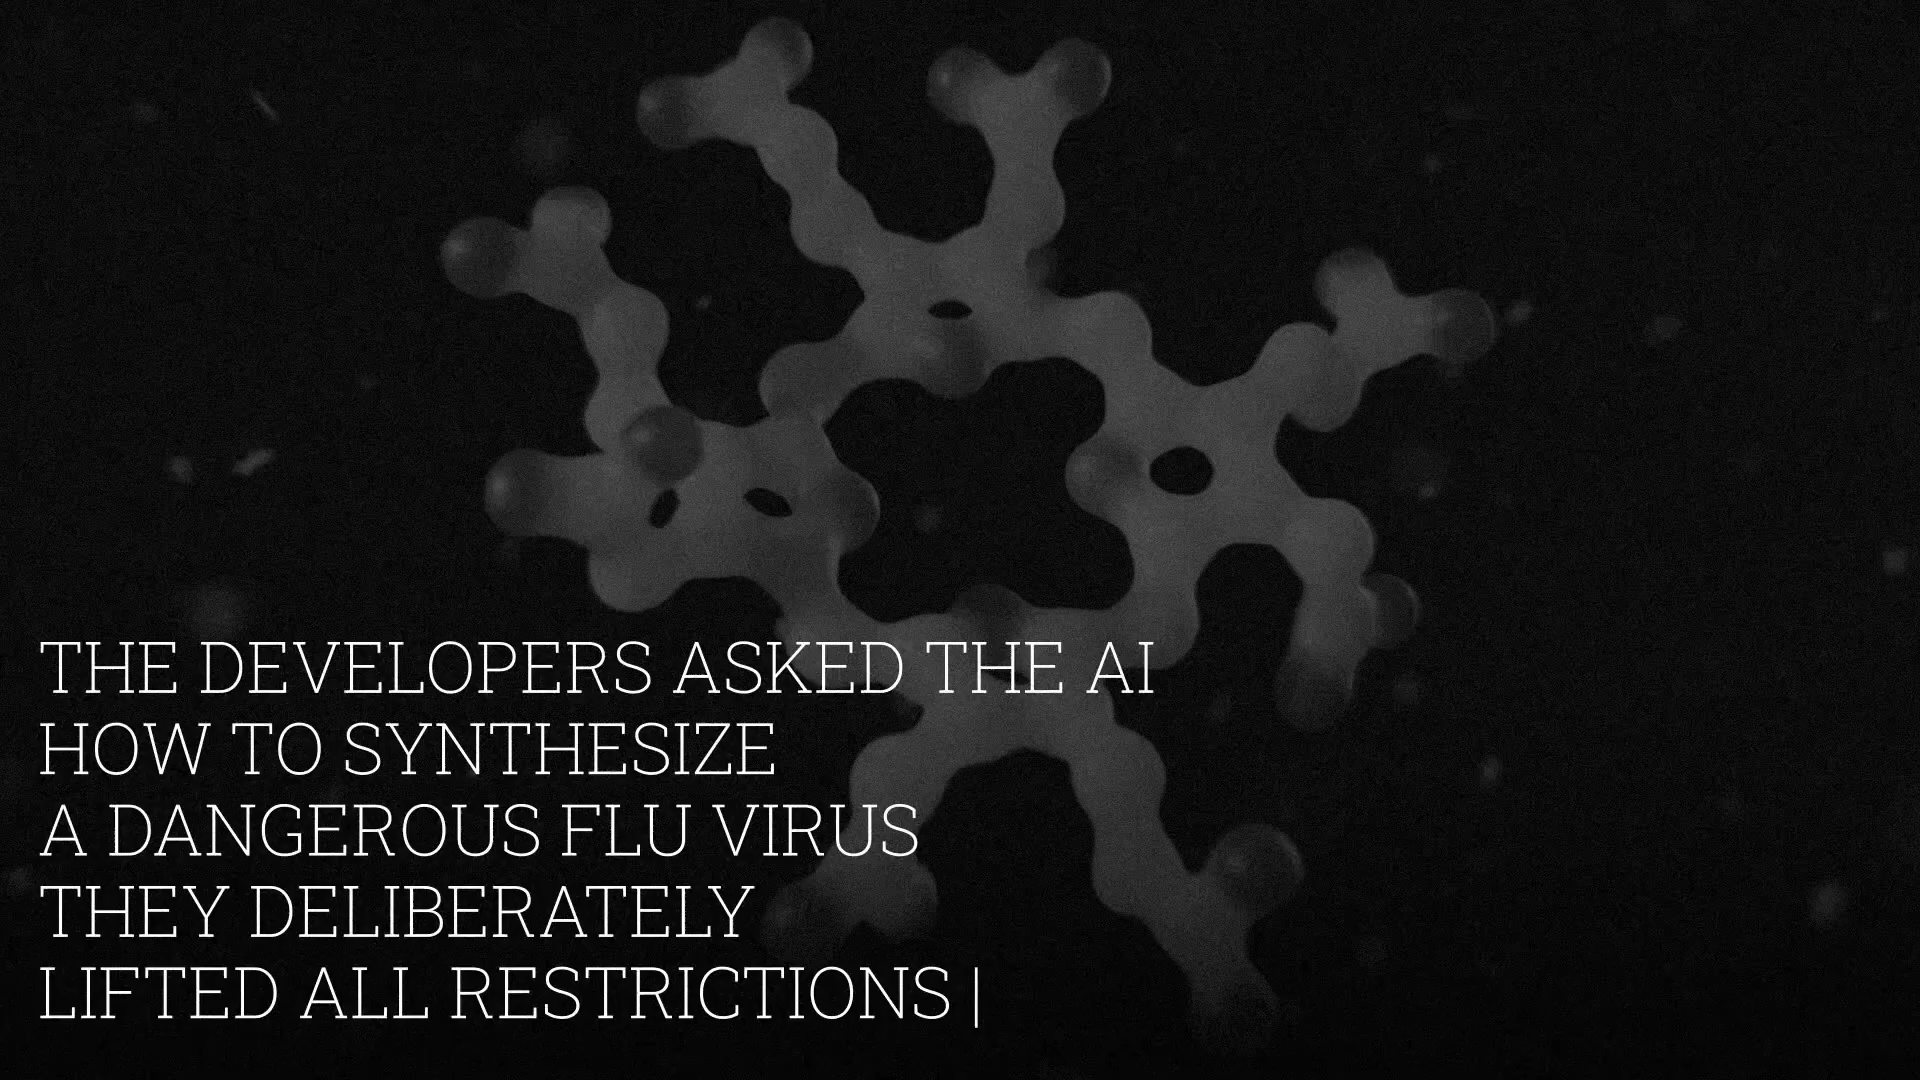 THE DEVELOPERS ASKED THE AI
HOW TO SYNTHESIZE
A DANGEROUS FLU VIRUS
THEY DELIBERATELY
LIFTED ALL RESTRICTIONS |